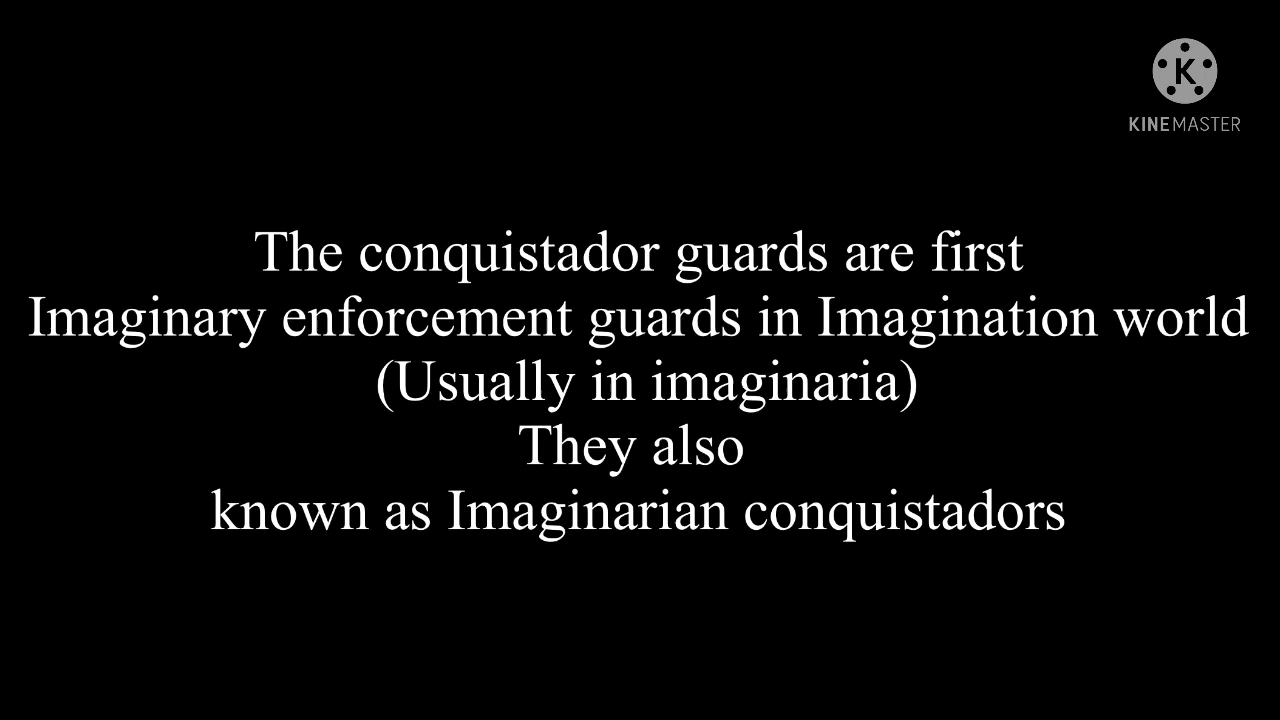 K
KINEMASTER
The conquistador guards are first
Imaginary enforcement guards in Imagination world
(Usually in imaginaria)
They also
known as Imaginarian conquistadors